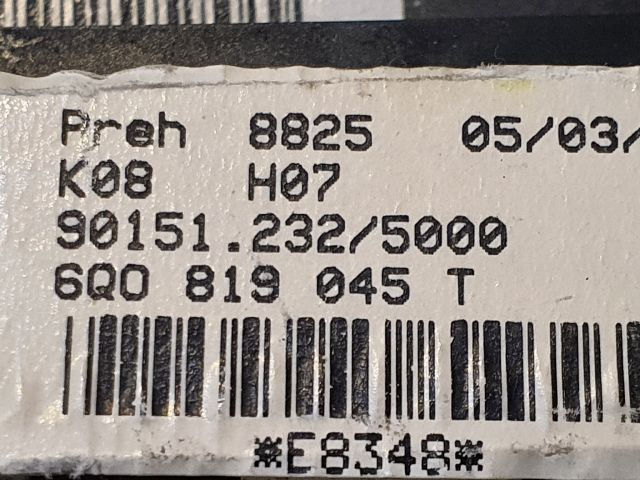 Preh 8825 05/03/
K08 H07
90151.232/5000
6Q0 819 045 T
*E8348*